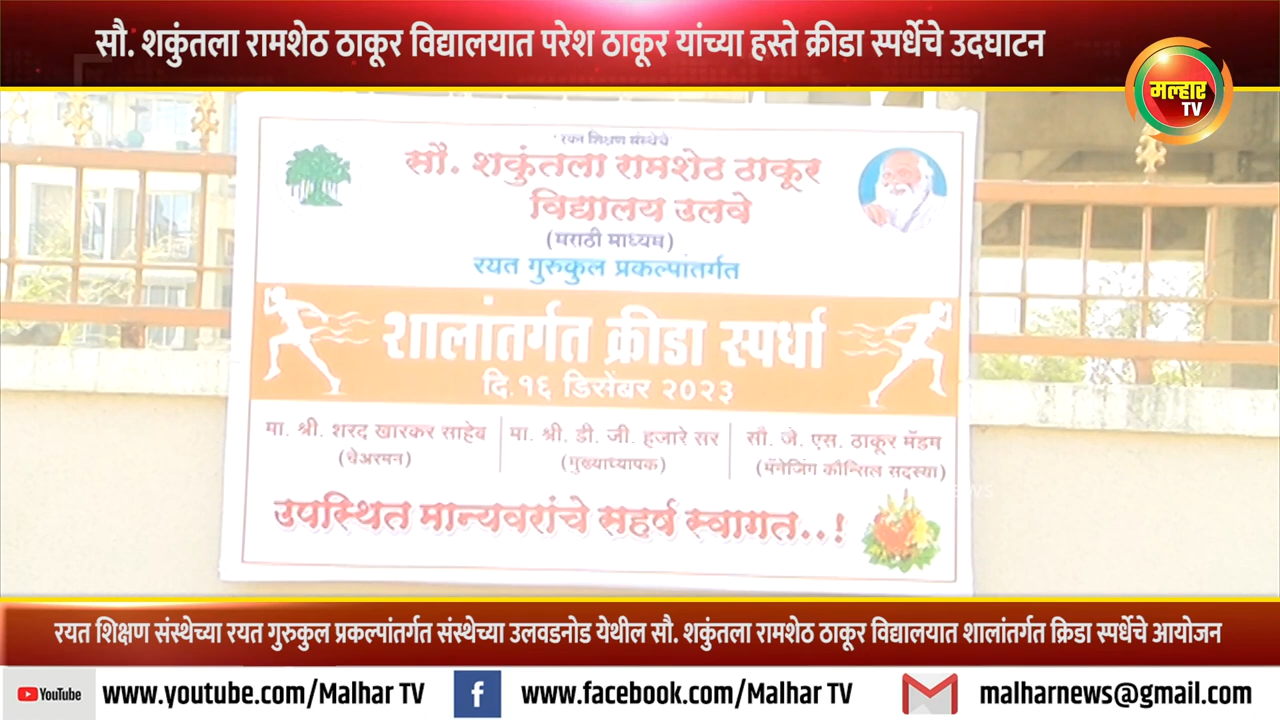 सौ. शकुंतला रामशेठ ठाकूर विद्यालयात परेश ठाकूर यांच्या हस्ते क्रीडा स्पर्धेचे उदघाटन
मल्हार
TV
रयत शिक्षण संस्थेचे
सौ. शकुंतला रामशेठ ठाकूर
विद्यालय उलवे
(मराठी माध्यम)
रयत गुरुकुल प्रकल्पांतर्गत
शालांतर्गत क्रीडा स्पर्धा
दि.१६ डिसेंबर २०२३
मा. श्री. शरद खारकर साहेब
(चेअरमन)
मा. श्री. डी. जी. हजारे सर
(मुख्याध्यापक)
सौ. जे. एस. ठाकूर मॅडम
(मॅनेजिंग कौन्सिल सदस्या)
उपस्थित मान्यवरांचे सहर्ष स्वागत..!
रयत शिक्षण संस्थेच्या रयत गुरुकुल प्रकल्पांतर्गत संस्थेच्या उलवडनोड येथील सौ. शकुंतला रामशेठ ठाकूर विद्यालयात शालांतर्गत क्रिडा स्पर्धेचे आयोजन
YouTube www.youtube.com/Malhar TV
f www.facebook.com/Malhar TV
malharnews@gmail.com